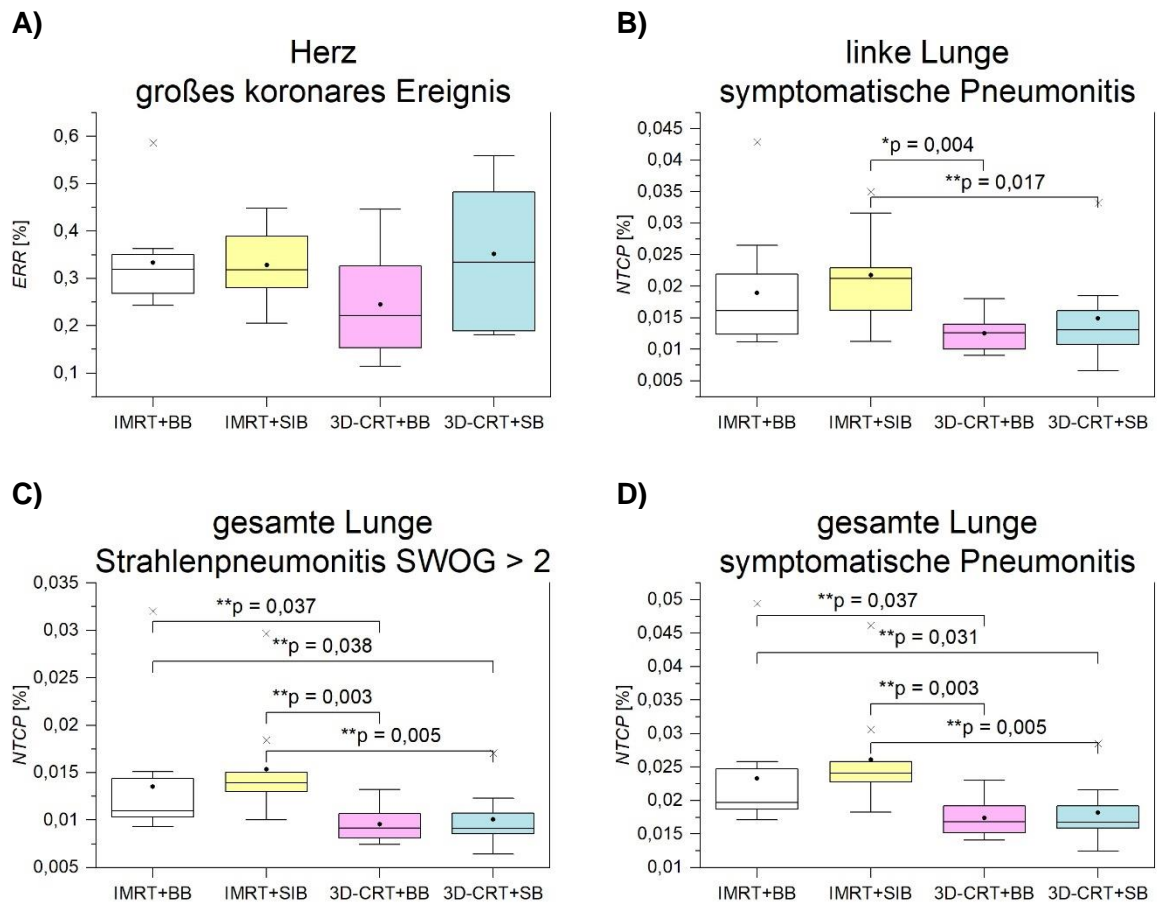 A)
Herz
großes koronares Ereignis
0,6
0,5
0,4
0,3
0,2
0,1
ERR [%]
IMRT+BB IMRT+SIB 3D-CRT+BB 3D-CRT+SB
B)
linke Lunge
symptomatische Pneumonitis
0,045
0,04
0,035
0,03
0,025
0,02
0,015
0,01
0,005
NTCP [%]
*p = 0,004
**p = 0,017
IMRT+BB IMRT+SIB 3D-CRT+BB 3D-CRT+SB
C)
gesamte Lunge
Strahlenpneumonitis SWOG > 2
0,035
0,03
0,025
0,02
0,015
0,01
0,005
NTCP [%]
**p = 0,037
**p = 0,038
**p = 0,003
**p = 0,005
IMRT+BB IMRT+SIB 3D-CRT+BB 3D-CRT+SB
D)
gesamte Lunge
symptomatische Pneumonitis
0,05
0,045
0,04
0,035
0,03
0,025
0,02
0,015
0,01
NTCP [%]
**p = 0,037
**p = 0,031
**p = 0,003
**p = 0,005
IMRT+BB IMRT+SIB 3D-CRT+BB 3D-CRT+SB